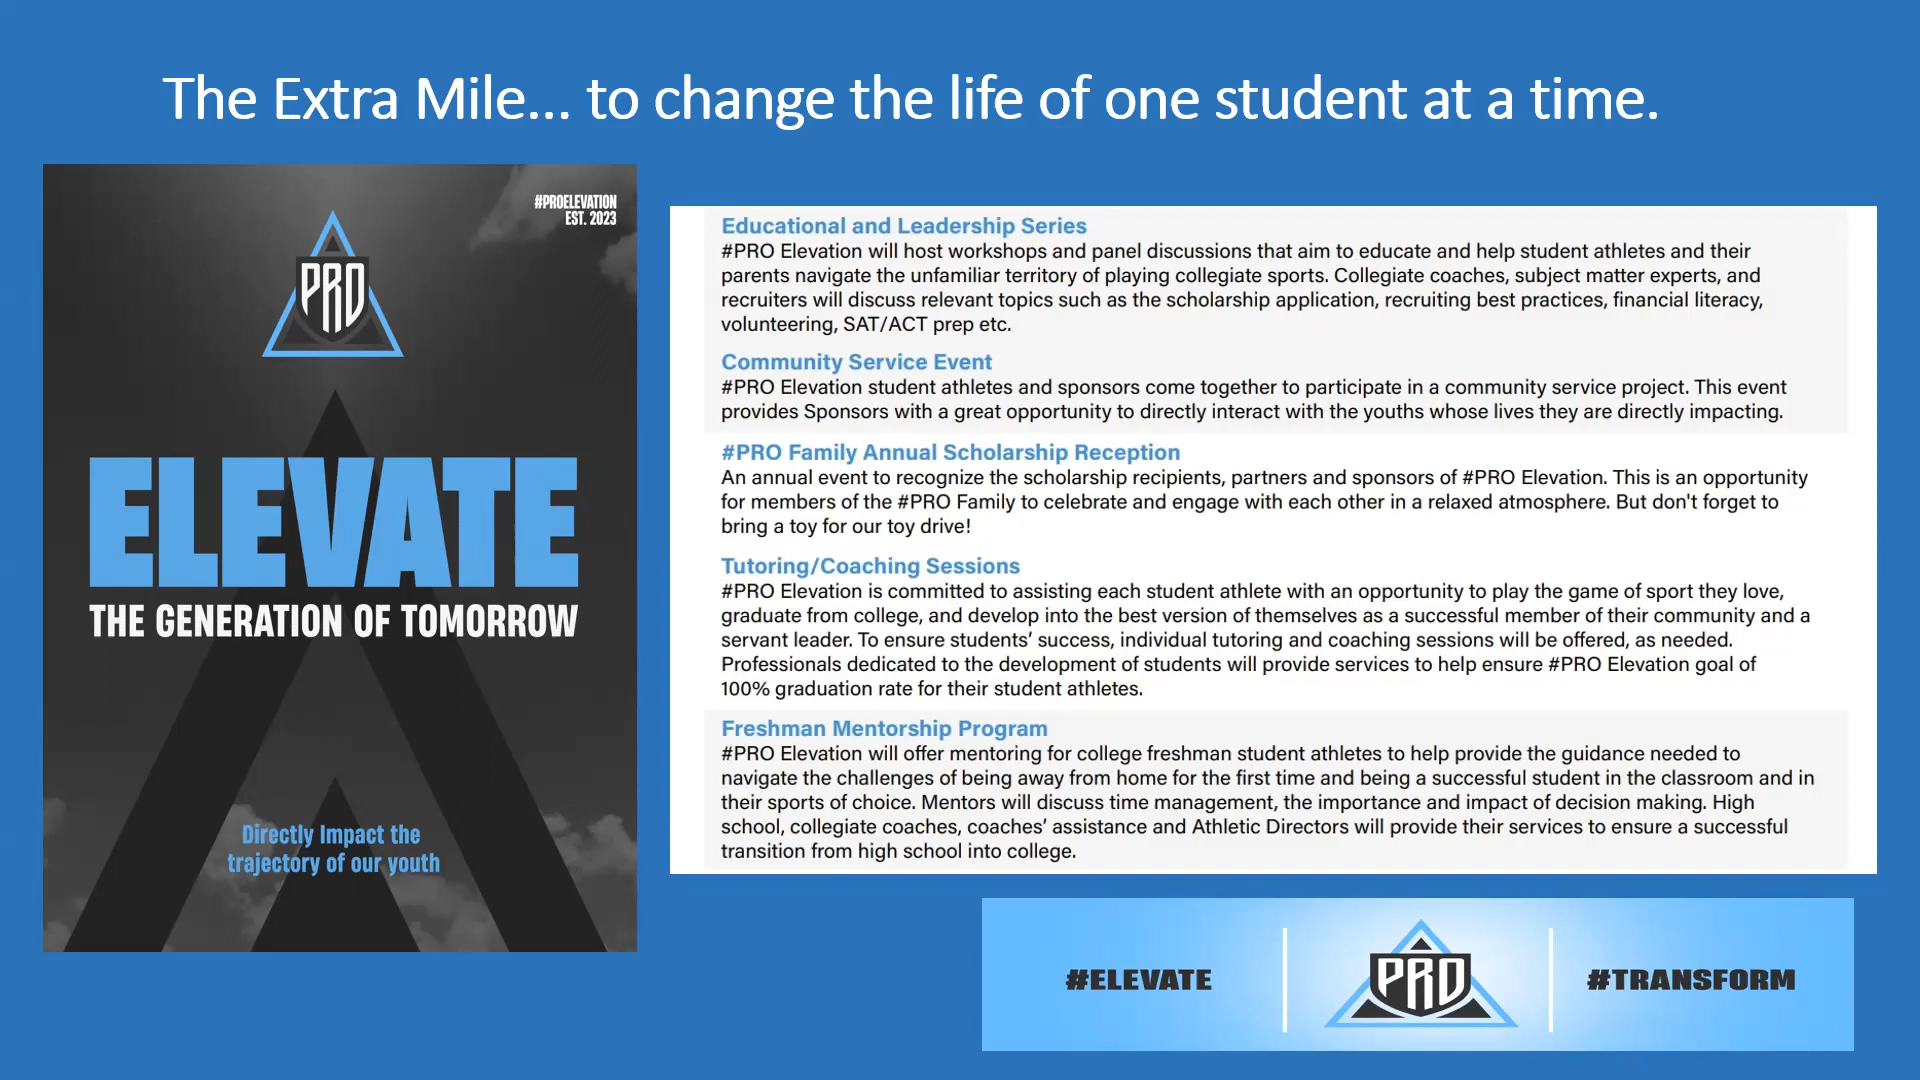 The Extra Mile... to change the life of one student at a time.
#PROELEVATION
EST. 2023
PRO
ELEVATE
THE GENERATION OF TOMORROW
Directly Impact the
trajectory of our youth
Educational and Leadership Series
#PRO Elevation will host workshops and panel discussions that aim to educate and help student athletes and their
parents navigate the unfamiliar territory of playing collegiate sports. Collegiate coaches, subject matter experts, and
recruiters will discuss relevant topics such as the scholarship application, recruiting best practices, financial literacy,
volunteering, SAT/ACT prep etc.
Community Service Event
#PRO Elevation student athletes and sponsors come together to participate in a community service project. This event
provides Sponsors with a great opportunity to directly interact with the youths whose lives they are directly impacting.
#PRO Family Annual Scholarship Reception
An annual event to recognize the scholarship recipients, partners and sponsors of #PRO Elevation. This is an opportunity
for members of the #PRO Family to celebrate and engage with each other in a relaxed atmosphere. But don't forget to
bring a toy for our toy drive!
Tutoring/Coaching Sessions
#PRO Elevation is committed to assisting each student athlete with an opportunity to play the game of sport they love,
graduate from college, and develop into the best version of themselves as a successful member of their community and a
servant leader. To ensure students’ success, individual tutoring and coaching sessions will be offered, as needed.
Professionals dedicated to the development of students will provide services to help ensure #PRO Elevation goal of
100% graduation rate for their student athletes.
Freshman Mentorship Program
#PRO Elevation will offer mentoring for college freshman student athletes to help provide the guidance needed to
navigate the challenges of being away from home for the first time and being a successful student in the classroom and in
their sports of choice. Mentors will discuss time management, the importance and impact of decision making. High
school, collegiate coaches, coaches’ assistance and Athletic Directors will provide their services to ensure a successful
transition from high school into college.
#ELEVATE
PRO
#TRANSFORM